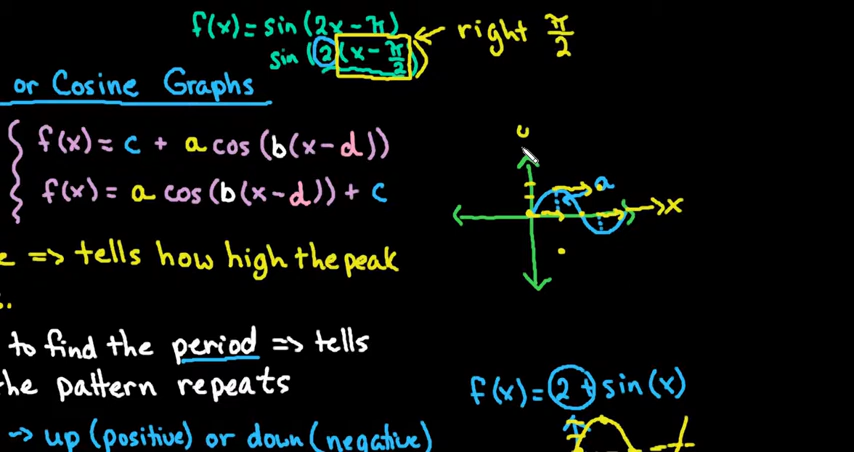 f(x) = sin (2x - π)
sin (2(x - π/2))
right π/2
or Cosine Graphs
f(x) = c + a cos (b(x-d))
f(x) = a cos (b(x-d)) + c
a
x
=> tells how high the peak
to find the period => tells
the pattern repeats
f(x) = 2 + sin(x)
-> up (positive) or down (negative)